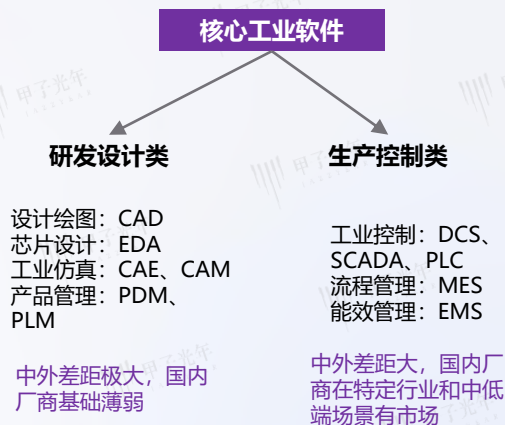 核心工业软件
研发设计类
设计绘图：CAD
芯片设计：EDA
工业仿真：CAE、CAM
产品管理：PDM、
PLM
中外差距极大，国内
厂商基础薄弱
生产控制类
工业控制：DCS、
SCADA、PLC
流程管理：MES
能效管理：EMS
中外差距大，国内厂
商在特定行业和中低
端场景有市场
甲子光年